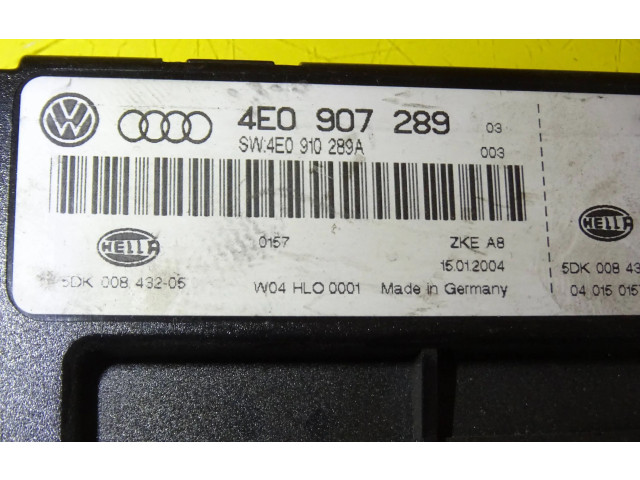 4E0 907 289 03
SW:4E0 910 289A 003
HELLA 0157 ZKE A8 HELLA
15.01.2004
5DK 008 432-05 W04 HLO 0001 Made in Germany
5DK 008 43
04 015 0157